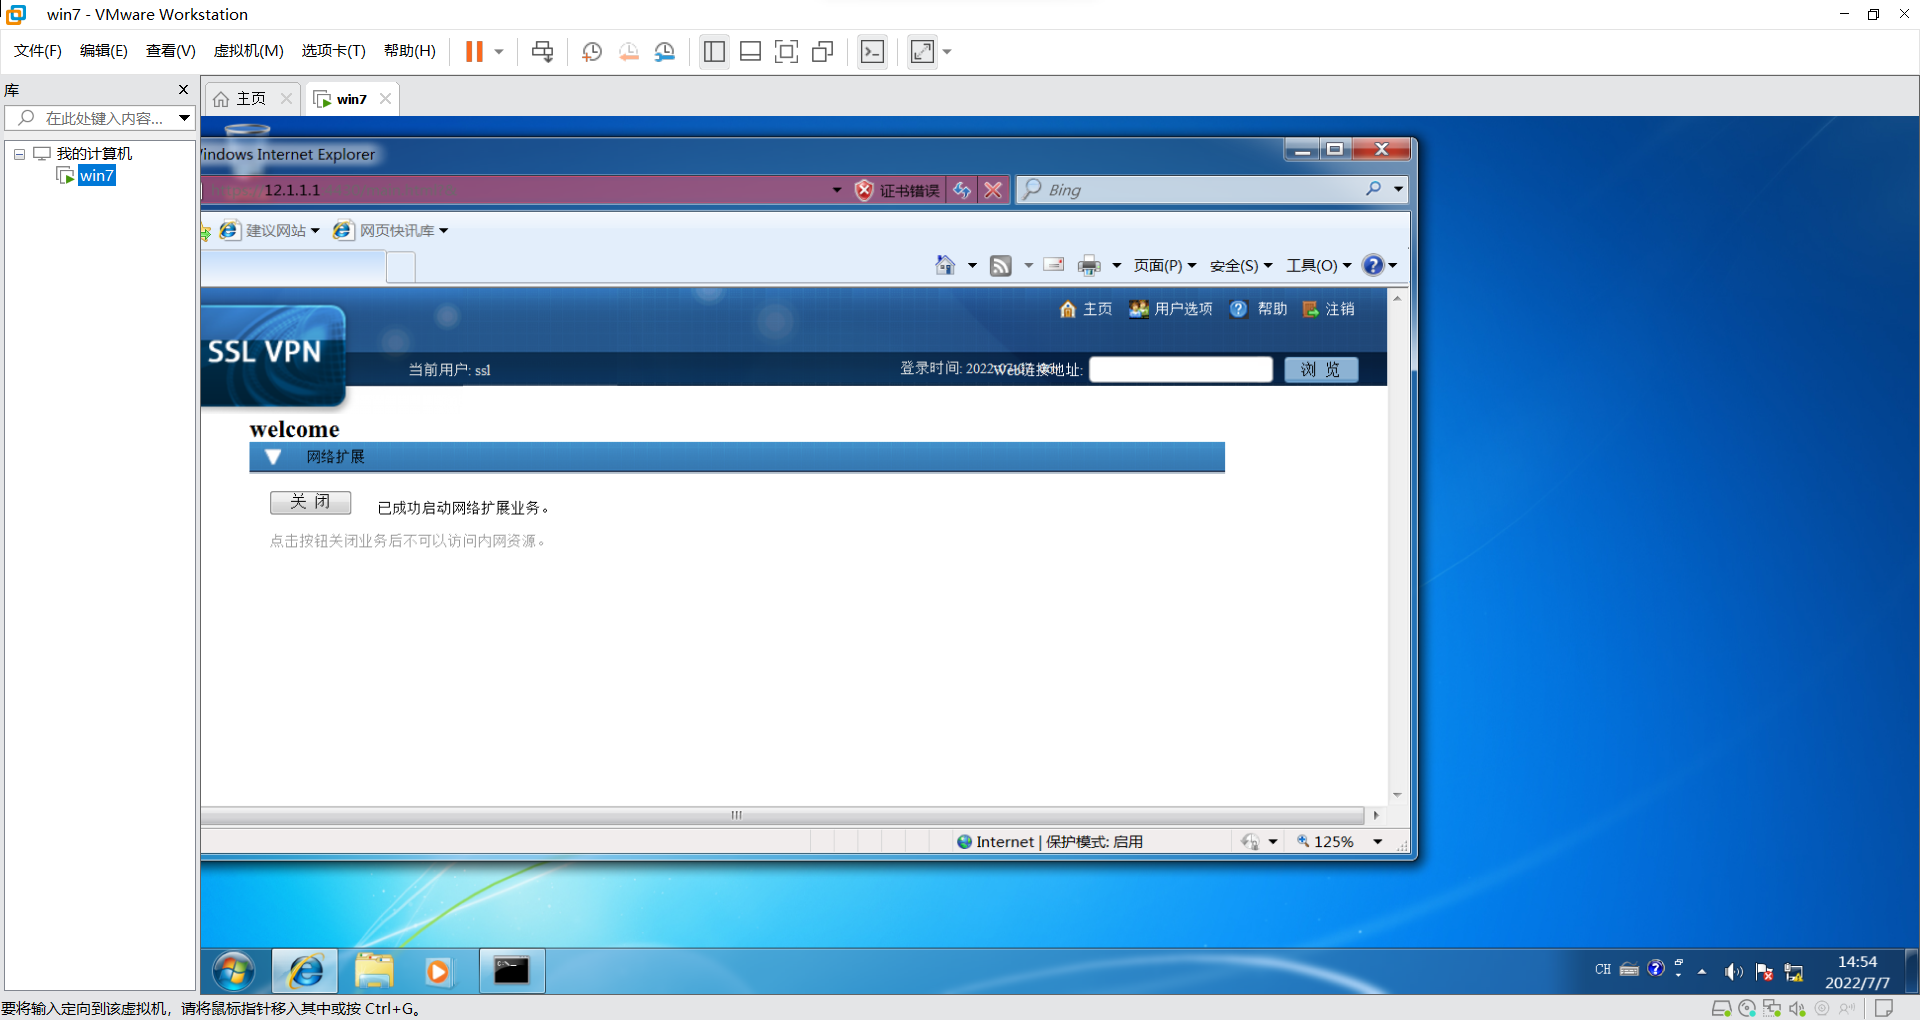 win7 - VMware Workstation
文件(F) 编辑(E) 查看(V) 虚拟机(M) 选项卡(T) 帮助(H)
库
主页
win7
在此处键入内容...
我的计算机
win7
indows Internet Explorer
12.1.1.1
证书错误
Bing
建议网站
网页快讯库
页面(P)
安全(S)
工具(O)
主页
用户选项
帮助
注销
SSL VPN
当前用户: ssl
登录时间: 2022
链接地址:
浏 览
welcome
网络扩展
关 闭
已成功启动网络扩展业务。
点击按钮关闭业务后不可以访问内网资源。
Internet | 保护模式: 启用
125%
CH
14:54
2022/7/7
要将输入定向到该虚拟机，请将鼠标指针移入其中或按 Ctrl+G。